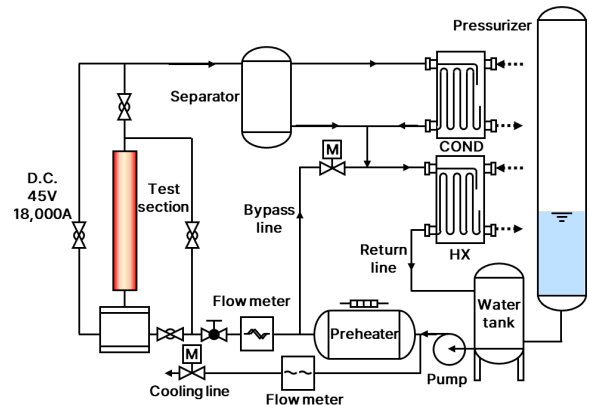 Pressurizer
Separator
COND
D.C.
45V
18,000A
Test
section
M
Bypass
line
HX
Return
line
Flow meter
Preheater
Water
tank
M
Pump
Cooling line
Flow meter